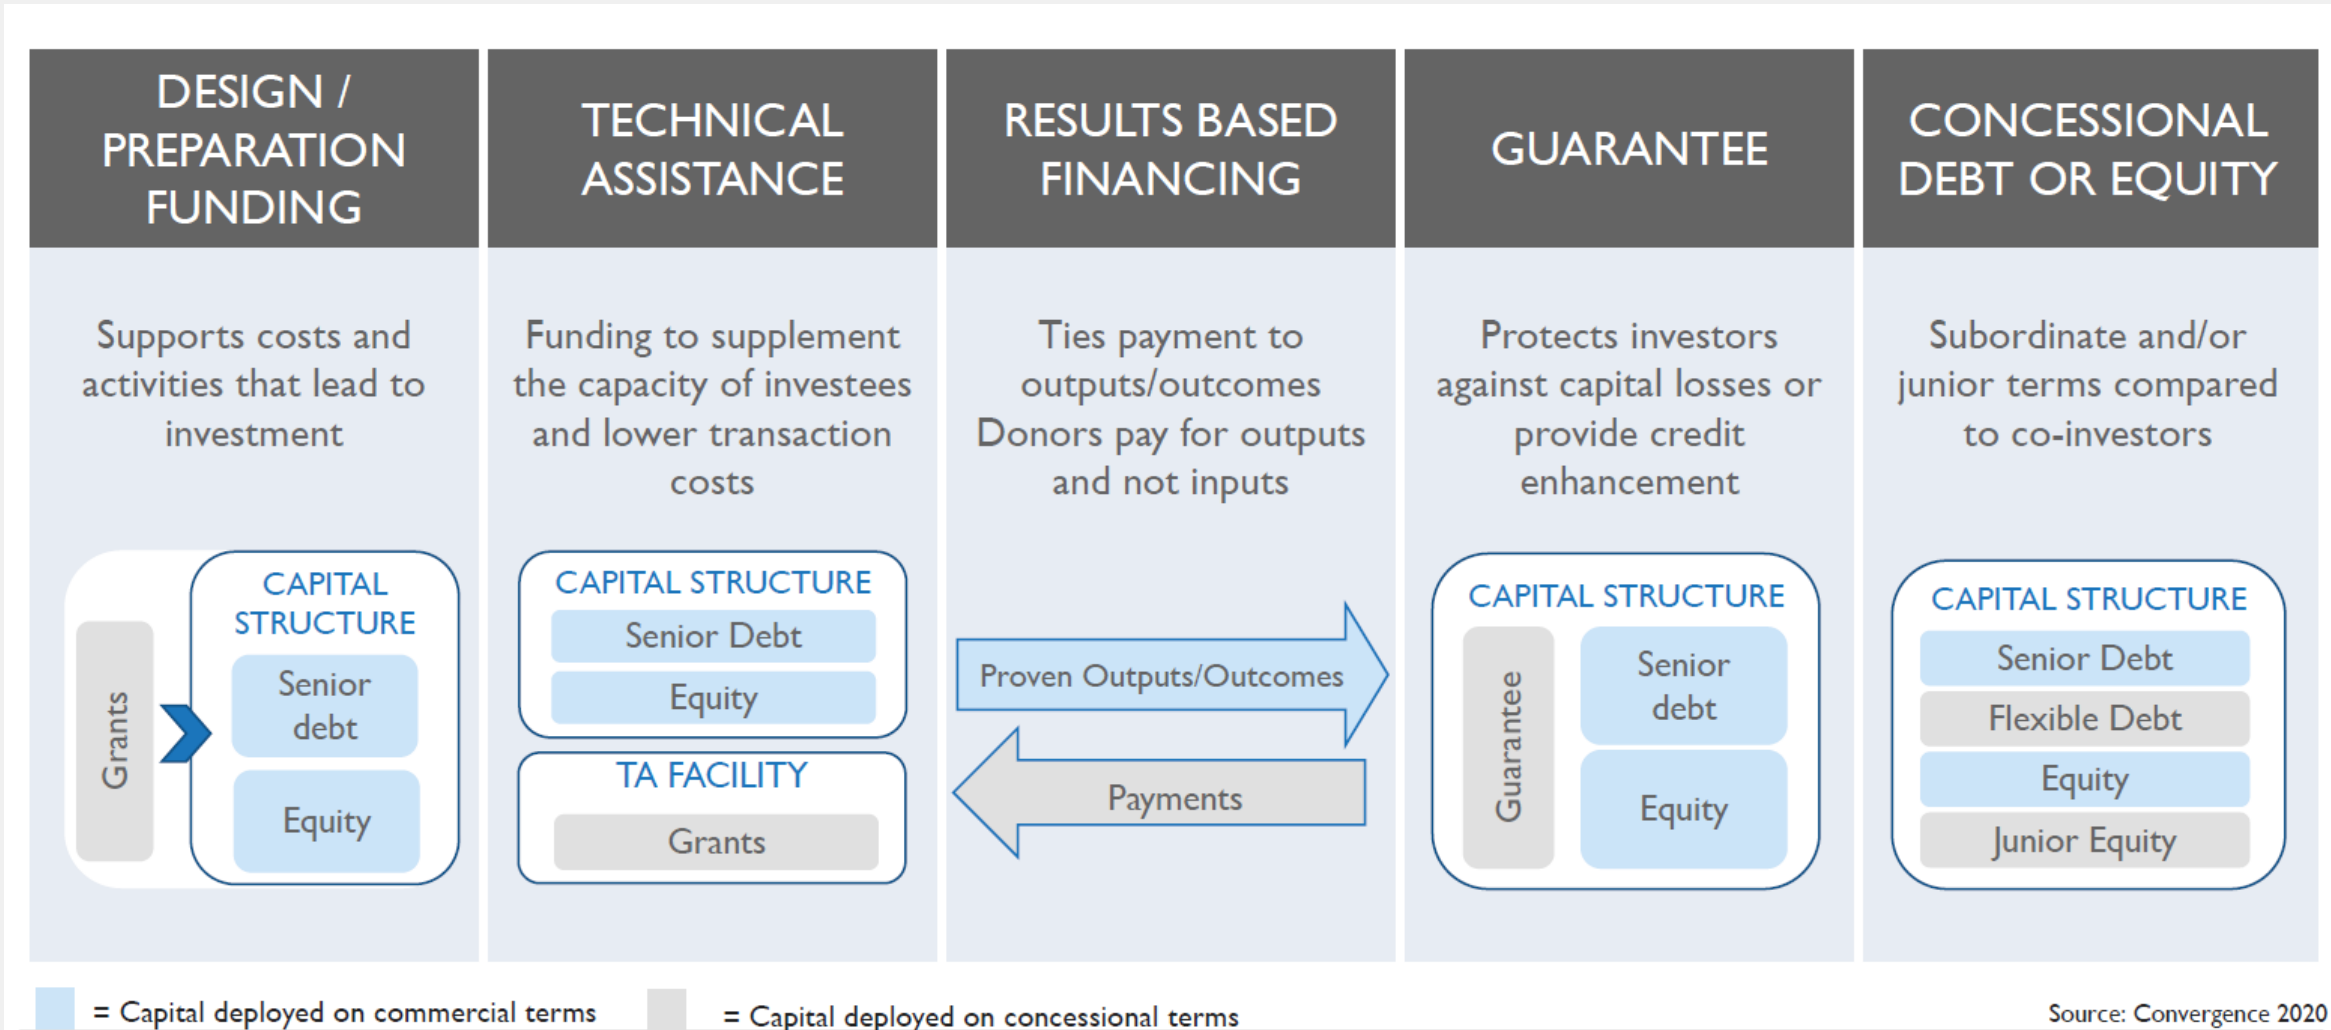 DESIGN /
PREPARATION
FUNDING
Supports costs and
activities that lead to
investment
Grants
CAPITAL
STRUCTURE
Senior
debt
Equity
TECHNICAL
ASSISTANCE
Funding to supplement
the capacity of investees
and lower transaction
costs
CAPITAL STRUCTURE
Senior Debt
Equity
TA FACILITY
Grants
RESULTS BASED
FINANCING
Ties payment to
outputs/outcomes
Donors pay for outputs
and not inputs
Proven Outputs/Outcomes
Payments
GUARANTEE
Protects investors
against capital losses or
provide credit
enhancement
CAPITAL STRUCTURE
Guarantee
Senior
debt
Equity
CONCESSIONAL
DEBT OR EQUITY
Subordinate and/or
junior terms compared
to co-investors
CAPITAL STRUCTURE
Senior Debt
Flexible Debt
Equity
Junior Equity
= Capital deployed on commercial terms
= Capital deployed on concessional terms
Source: Convergence 2020